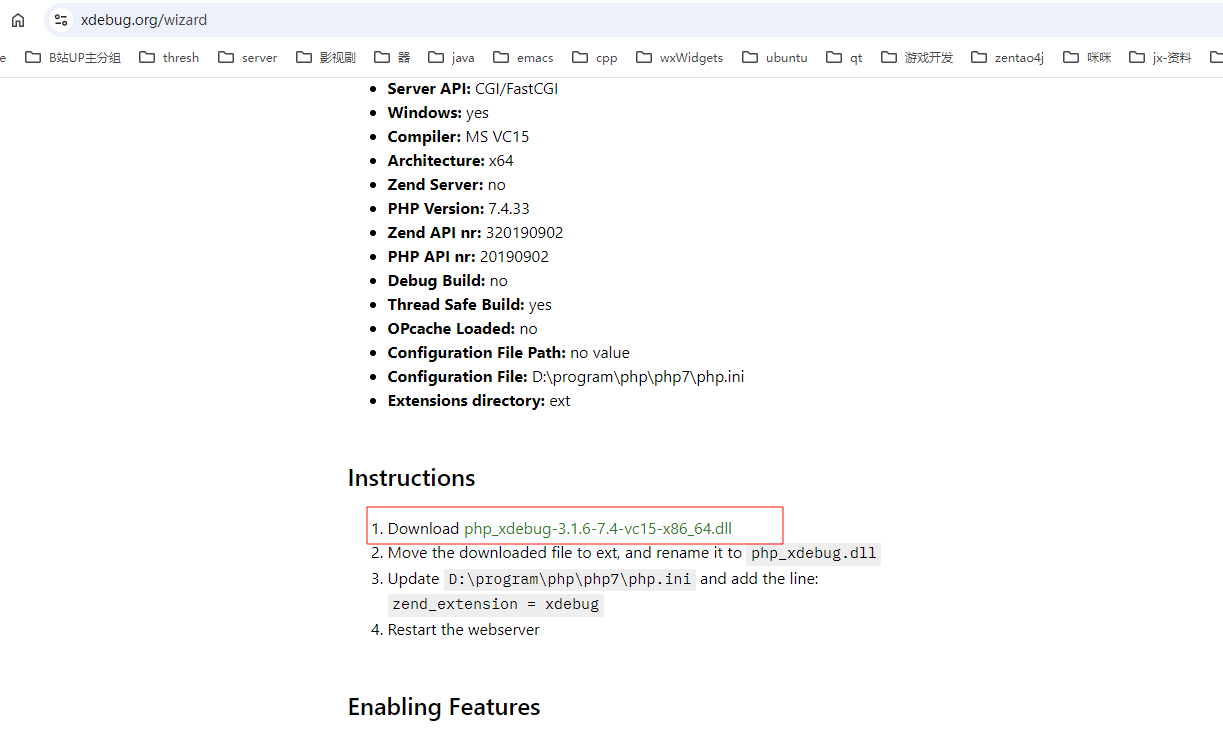 xdebug.org/wizard
e B站UP主分组 thresh server 影视剧 器 java emacs cpp wxWidgets ubuntu qt 游戏开发 zentao4j 咪咪 jx-资料
Server API: CGI/FastCGI
Windows: yes
Compiler: MS VC15
Architecture: x64
Zend Server: no
PHP Version: 7.4.33
Zend API nr: 320190902
PHP API nr: 20190902
Debug Build: no
Thread Safe Build: yes
OPcache Loaded: no
Configuration File Path: no value
Configuration File: D:\program\php\php7\php.ini
Extensions directory: ext
Instructions
1. Download php_xdebug-3.1.6-7.4-vc15-x86_64.dll
2. Move the downloaded file to ext, and rename it to php_xdebug.dll
3. Update D:\program\php\php7\php.ini and add the line:
zend_extension = xdebug
4. Restart the webserver
Enabling Features